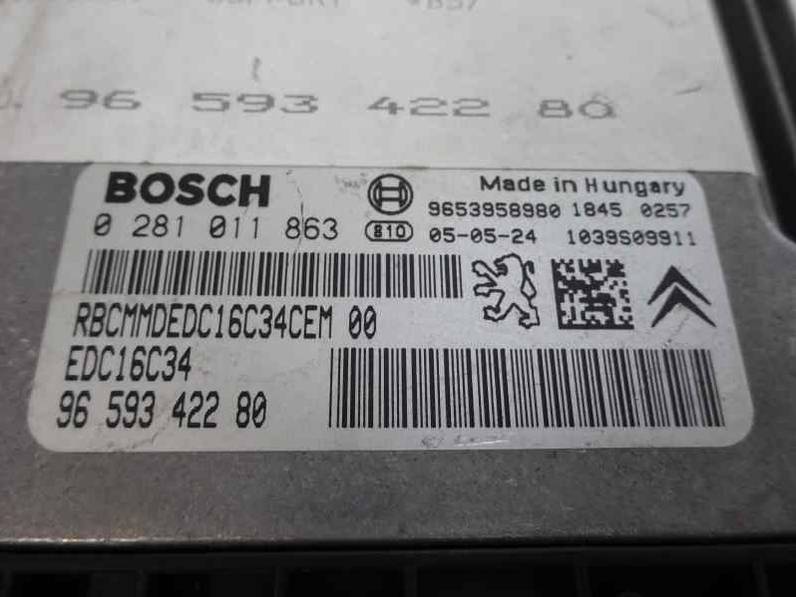 96 593 422 80
BOSCH
Made in Hungary
0 281 011 863
9653958980 1845 0257
810 05-05-24 1039S09911
RBCMMDEDC16C34CEM 00
EDC16C34
96 593 422 80